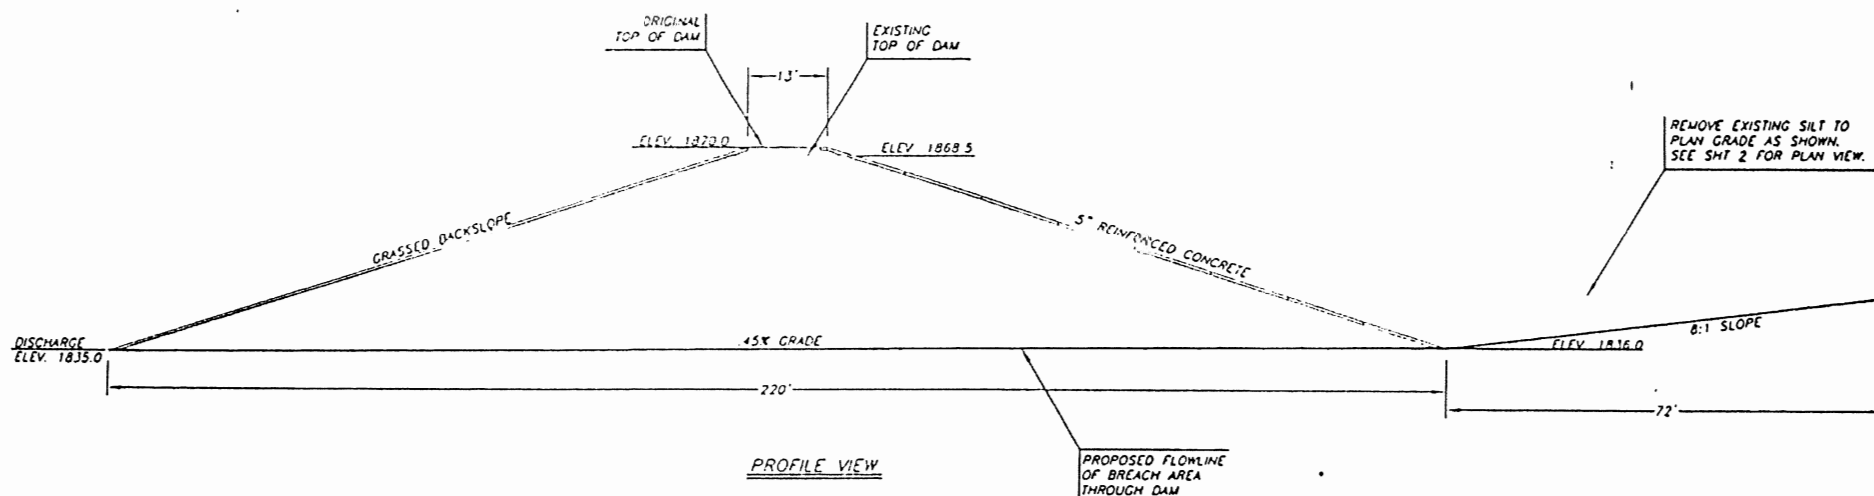 ORIGINAL
TOP OF DAM
EXISTING
TOP OF DAM
13'
ELEV. 1870.0
ELEV. 1868.5
REMOVE EXISTING SILT TO
PLAN GRADE AS SHOWN.
SEE SHT 2 FOR PLAN VIEW.
GRASSED BACKSLOPE
5" REINFORCED CONCRETE
DISCHARGE
ELEV. 1835.0
.45% GRADE
ELEV. 1836.0
8:1 SLOPE
220'
72'
PROFILE VIEW
PROPOSED FLOWLINE
OF BREACH AREA
THROUGH DAM